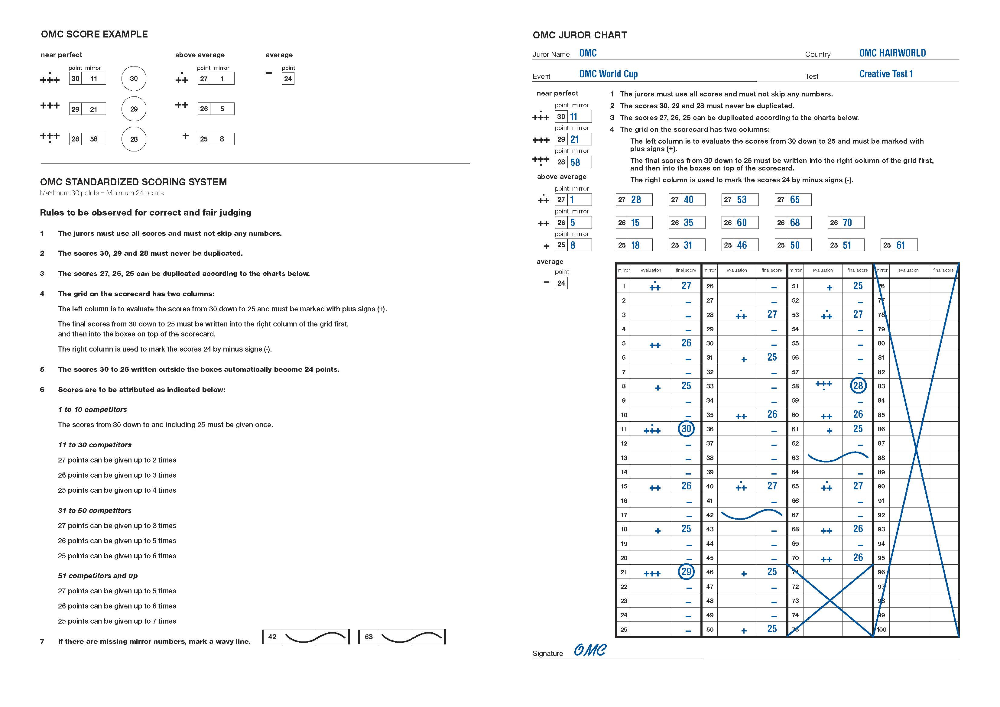 OMC SCORE EXAMPLE
near perfect above average average
point mirror point mirror point
+++ 30 11 30 ++ 27 1 – 24
+++ 29 21 29 ++ 26 5
+++ 28 58 28 + 25 8
OMC STANDARDIZED SCORING SYSTEM
Maximum 30 points – Minimum 24 points
Rules to be observed for correct and fair judging
1 The jurors must use all scores and must not skip any numbers.
2 The scores 30, 29 and 28 must never be duplicated.
3 The scores 27, 26, 25 can be duplicated according to the charts below.
4 The grid on the scorecard has two columns:
The left column is to evaluate the scores from 30 down to 25 and must be marked with plus signs (+).
The final scores from 30 down to 25 must be written into the right column of the grid first,
and then into the boxes on top of the scorecard.
The right column is used to mark the scores 24 by minus signs (-).
5 The scores 30 to 25 written outside the boxes automatically become 24 points.
6 Scores are to be attributed as indicated below:
1 to 10 competitors
The scores from 30 down to and including 25 must be given once.
11 to 30 competitors
27 points can be given up to 2 times
26 points can be given up to 3 times
25 points can be given up to 4 times
31 to 50 competitors
27 points can be given up to 3 times
26 points can be given up to 5 times
25 points can be given up to 6 times
51 competitors and up
27 points can be given up to 5 times
26 points can be given up to 6 times
25 points can be given up to 7 times
7 If there are missing mirror numbers, mark a wavy line. 42 63
OMC JUROR CHART
Juror Name OMC Country OMC HAIRWORLD
Event OMC World Cup Test Creative Test 1
near perfect
point mirror
+++ 30 11
point mirror
+++ 29 21
point mirror
+++ 28 58
1 The jurors must use all scores and must not skip any numbers.
2 The scores 30, 29 and 28 must never be duplicated.
3 The scores 27, 26, 25 can be duplicated according to the charts below.
4 The grid on the scorecard has two columns:
The left column is to evaluate the scores from 30 down to 25 and must be marked with
plus signs (+).
The final scores from 30 down to 25 must be written into the right column of the grid first,
and then into the boxes on top of the scorecard.
The right column is used to mark the scores 24 by minus signs (-).
above average
point mirror
++ 27 1 27 28 27 40 27 53 27 65
point mirror
++ 26 5 26 15 26 35 26 60 26 68 26 70
point mirror
+ 25 8 25 18 25 31 25 46 25 50 25 51 25 61
average
point
– 24
mirror evaluation final score mirror evaluation final score mirror evaluation final score mirror evaluation final score
1 ++ 27 26 – 51 + 25 76
2 – 27 – 52 – 77
3 – 28 ++ 27 53 ++ 27 78
4 – 29 – 54 – 79
5 ++ 26 30 – 55 – 80
6 – 31 + 25 56 – 81
7 – 32 – 57 – 82
8 + 25 33 – 58 +++ 28 83
9 – 34 – 59 – 84
10 – 35 ++ 26 60 ++ 26 85
11 +++ 30 36 – 61 + 25 86
12 – 37 – 62 – 87
13 – 38 – 63 88
14 – 39 – 64 – 89
15 ++ 26 40 ++ 27 65 ++ 27 90
16 – 41 – 66 – 91
17 – 42 67 – 92
18 + 25 43 – 68 ++ 26 93
19 – 44 – 69 – 94
20 – 45 – 70 ++ 26 95
21 +++ 29 46 + 25 71 96
22 – 47 – 72 97
23 – 48 – 73 98
24 – 49 – 74 99
25 – 50 + 25 75 100
Signature OMC